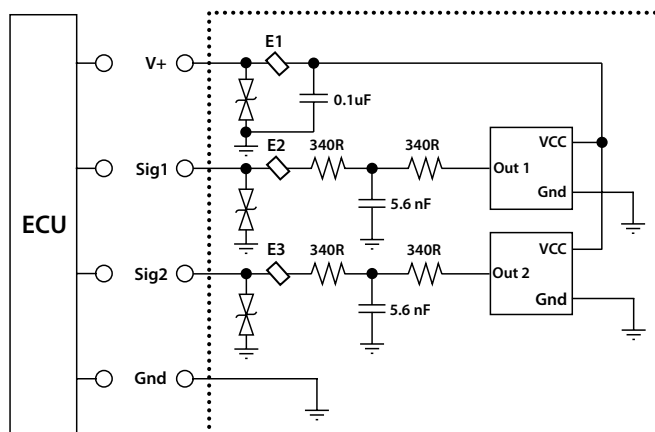 E1
V+
0.1uF
E2
340R
340R
VCC
Sig1
Out 1
Gnd
5.6 nF
ECU
E3
340R
340R
VCC
Sig2
Out 2
Gnd
5.6 nF
Gnd